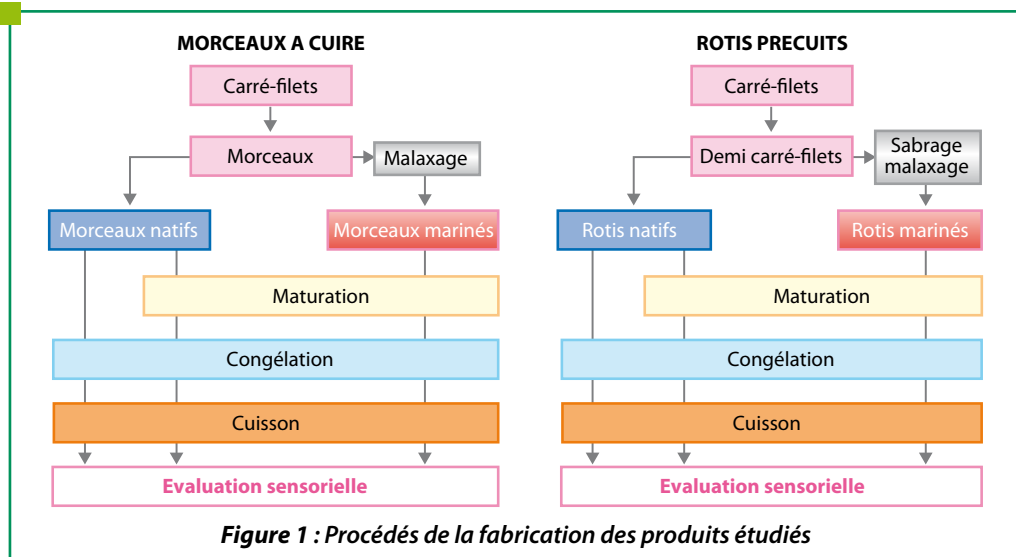 MORCEAUX A CUIRE
Carré-filets
Morceaux
Malaxage
Morceaux natifs
Morceaux marinés
Maturation
Congélation
Cuisson
Evaluation sensorielle
ROTIS PRECUITS
Carré-filets
Demi carré-filets
Sabrage
malaxage
Rotis natifs
Rotis marinés
Maturation
Congélation
Cuisson
Evaluation sensorielle
Figure 1 : Procédés de la fabrication des produits étudiés